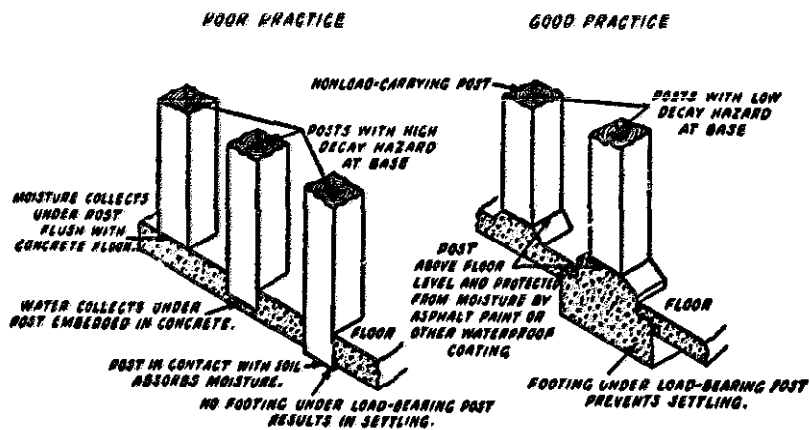 POOR PRACTICE
GOOD PRACTICE
NONLOAD-CARRYING POST
POSTS WITH HIGH
DECAY HAZARD
AT BASE
POSTS WITH LOW
DECAY HAZARD
AT BASE
MOISTURE COLLECTS
UNDER POST
FLUSH WITH
CONCRETE FLOOR.
WATER COLLECTS UNDER
POST EMBEDDED IN CONCRETE.
FLOOR
POST IN CONTACT WITH SOIL
ABSORBS MOISTURE.
NO FOOTING UNDER LOAD-BEARING POST
RESULTS IN SETTLING.
POST
ABOVE FLOOR
LEVEL AND PROTECTED
FROM MOISTURE BY
ASPHALT PAINT OR
OTHER WATERPROOF
COATING
FLOOR
FOOTING UNDER LOAD-BEARING POST
PREVENTS SETTLING.